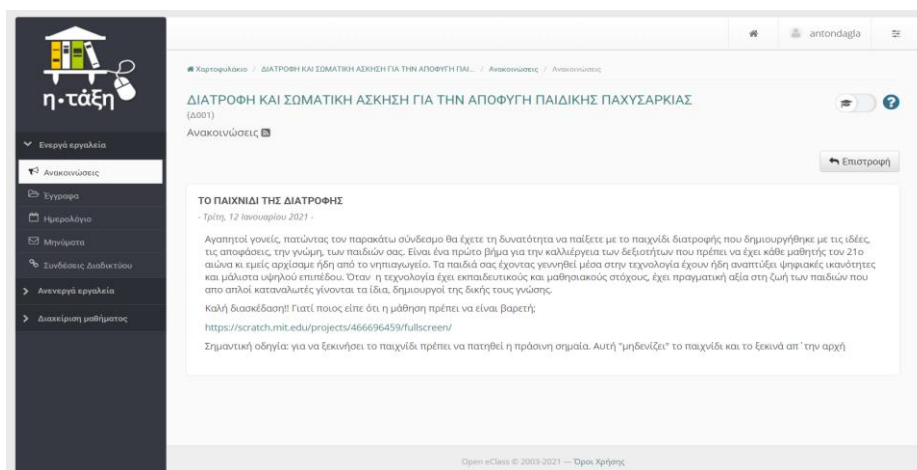 antondagla
η·τάξη
Χαρτοφυλάκιο / ΔΙΑΤΡΟΦΗ ΚΑΙ ΣΩΜΑΤΙΚΗ ΑΣΚΗΣΗ ΓΙΑ ΤΗΝ ΑΠΟΦΥΓΗ ΠΑΙ... / Ανακοινώσεις / Ανακοινώσεις
ΔΙΑΤΡΟΦΗ ΚΑΙ ΣΩΜΑΤΙΚΗ ΑΣΚΗΣΗ ΓΙΑ ΤΗΝ ΑΠΟΦΥΓΗ ΠΑΙΔΙΚΗΣ ΠΑΧΥΣΑΡΚΙΑΣ
(Δ001)
Ανακοινώσεις
Ενεργά εργαλεία
Ανακοινώσεις
Έγγραφα
Ημερολόγιο
Μηνύματα
Συνδέσεις Διαδικτύου
Ανενεργά εργαλεία
Διαχείριση μαθήματος
Επιστροφή
ΤΟ ΠΑΙΧΝΙΔΙ ΤΗΣ ΔΙΑΤΡΟΦΗΣ
- Τρίτη, 12 Ιανουαρίου 2021 -
Αγαπητοί γονείς, πατώντας τον παρακάτω σύνδεσμο θα έχετε τη δυνατότητα να παίξετε με το παιχνίδι διατροφής που δημιουργήθηκε με τις ιδέες,
τις αποφάσεις, την γνώμη, των παιδιών σας. Είναι ένα πρώτο βήμα για την καλλιέργεια των δεξιοτήτων που πρέπει να έχει κάθε μαθητής τον 21ο
αιώνα κι εμείς αρχίσαμε ήδη από το νηπιαγωγείο. Τα παιδιά σας έχοντας γεννηθεί μέσα στην τεχνολογία έχουν ήδη αναπτύξει ψηφιακές ικανότητες
και μάλιστα υψηλού επιπέδου. Όταν η τεχνολογία έχει εκπαιδευτικούς και μαθησιακούς στόχους, έχει πραγματική αξία στη ζωή των παιδιών που
απο απλοί καταναλωτές γίνονται τα ίδια, δημιουργοί της δικής τους γνώσης.
Καλή διασκέδαση!! Γιατί ποιος είπε ότι η μάθηση πρέπει να είναι βαρετή;
https://scratch.mit.edu/projects/466696459/fullscreen/
Σημαντική οδηγία: για να ξεκινήσει το παιχνίδι πρέπει να πατηθεί η πράσινη σημαία. Αυτή "μηδενίζει" το παιχνίδι και το ξεκινά απ΄την αρχή
Open eClass © 2003-2021 — Όροι Χρήσης